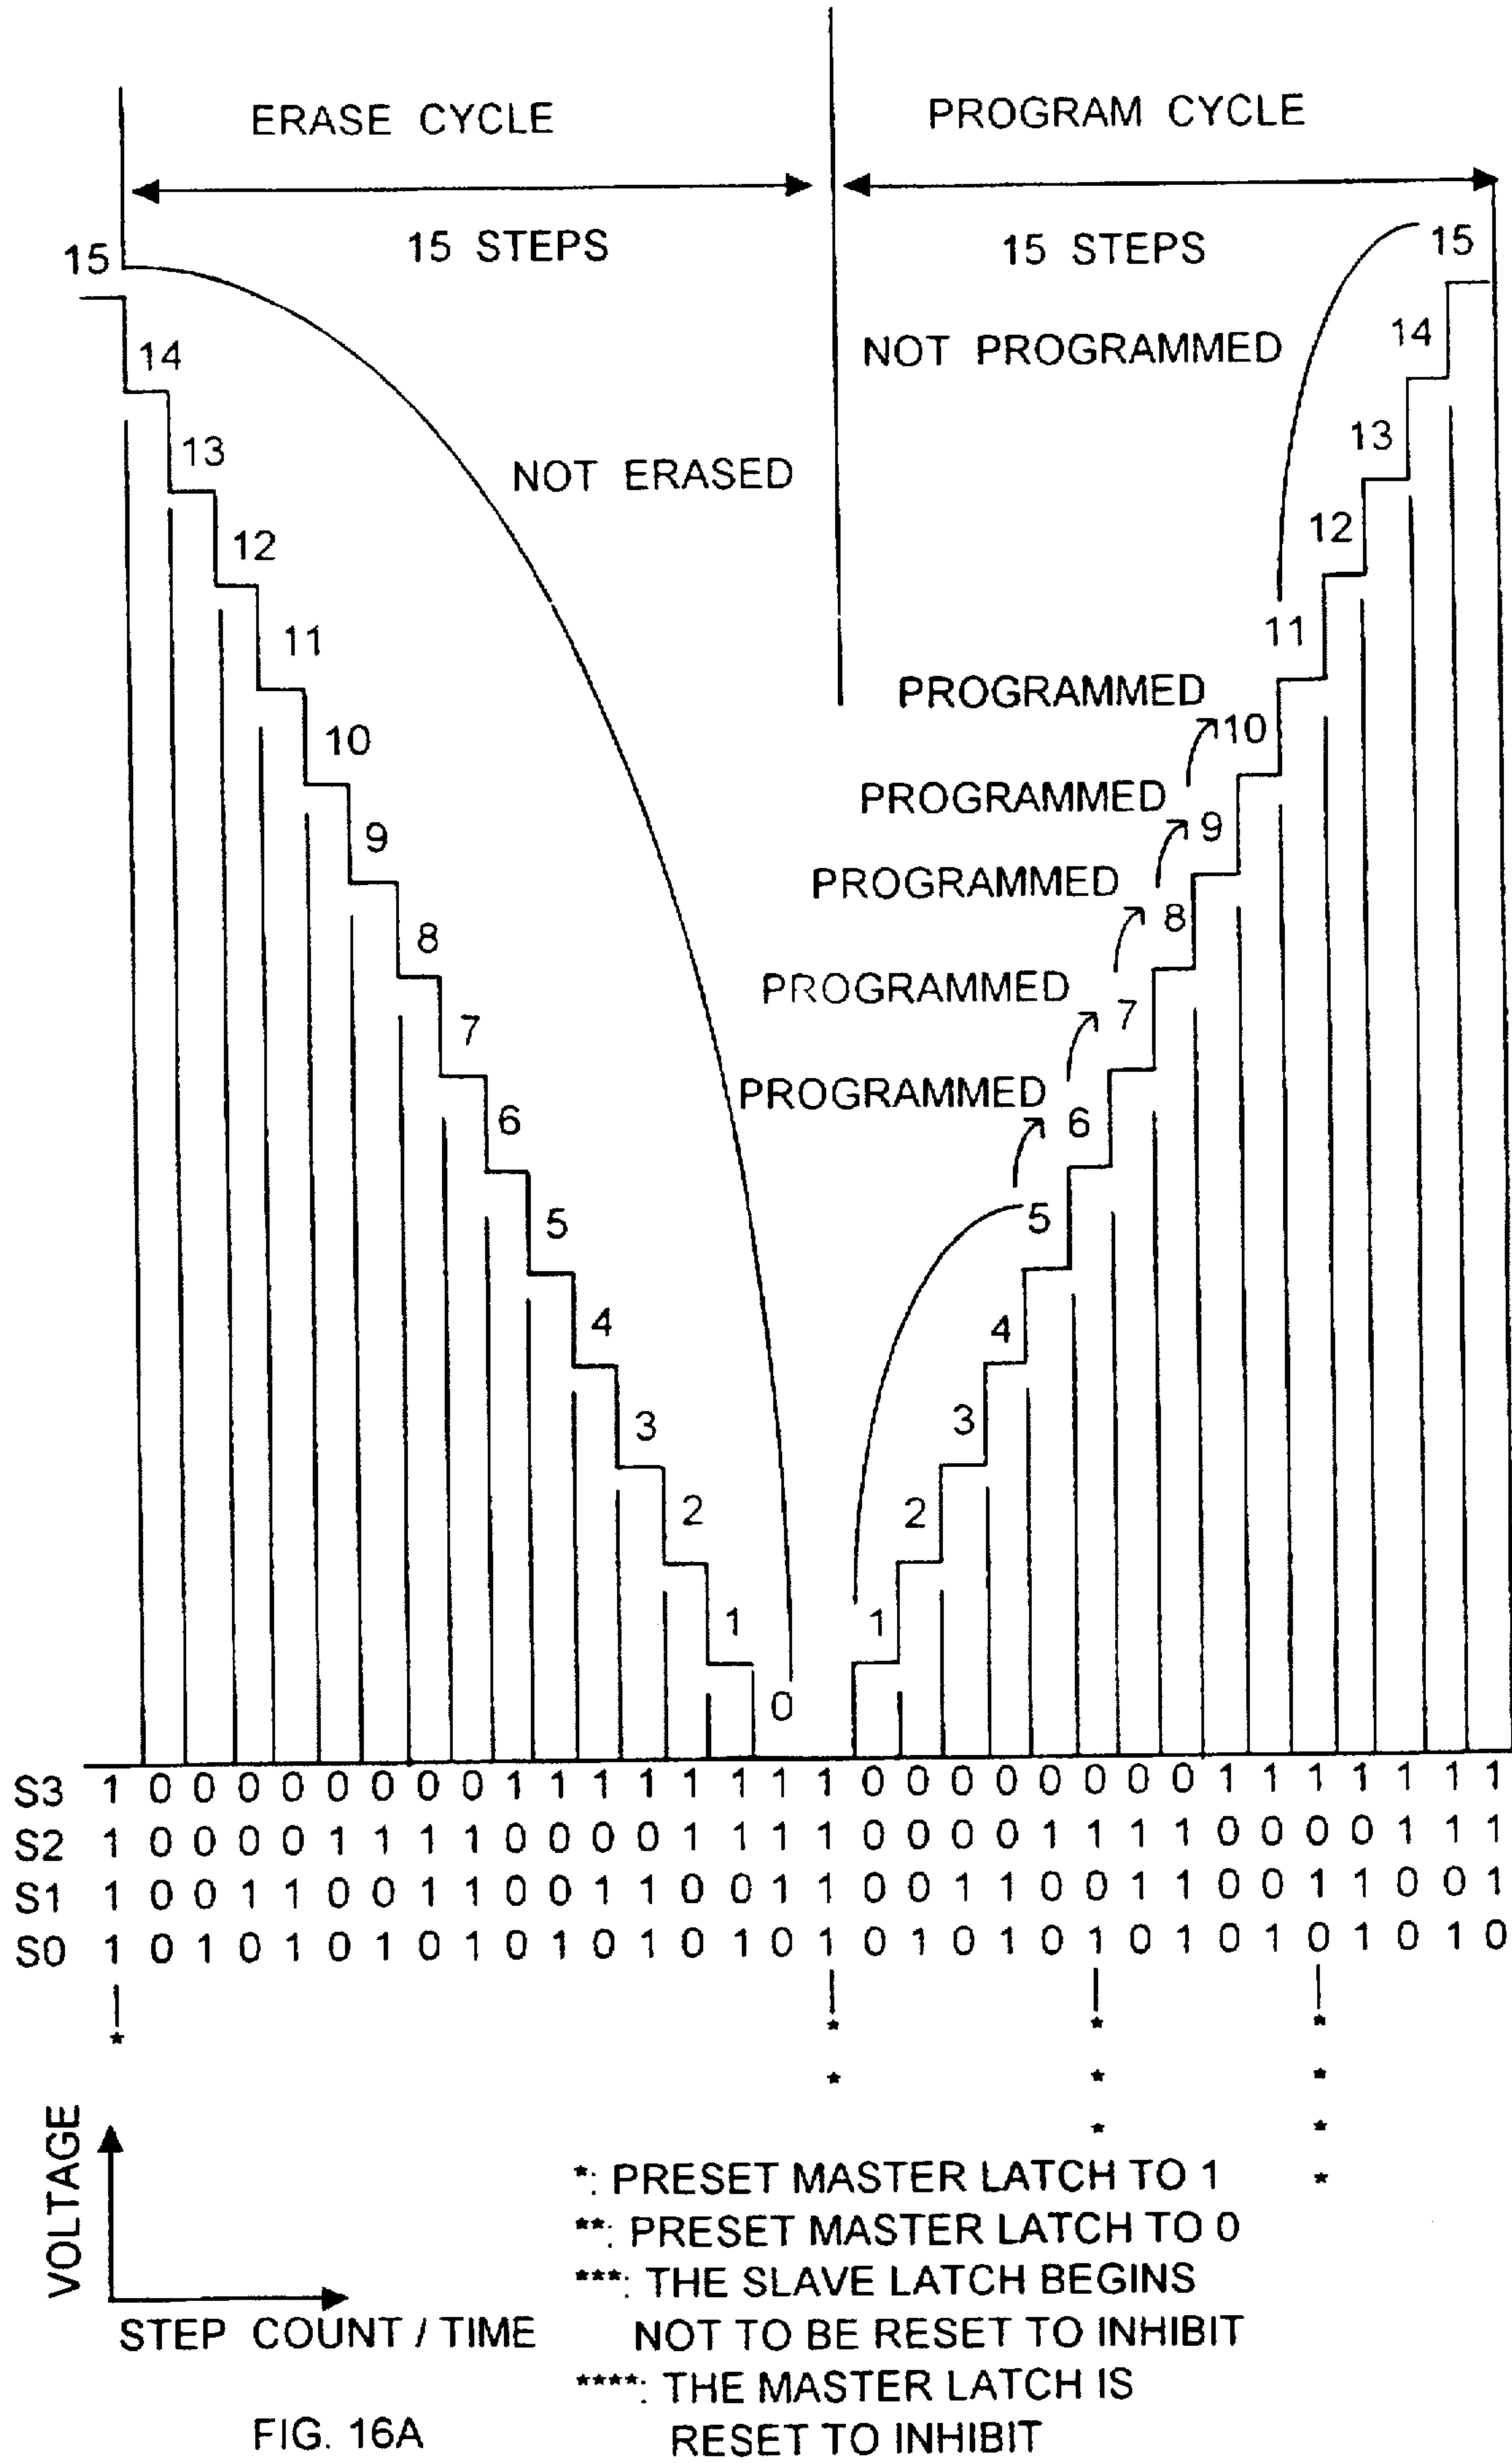 ERASE CYCLE
PROGRAM CYCLE
15 STEPS
15 STEPS
15
14
13
12
11
10
9
8
7
6
5
4
3
2
1
0
NOT ERASED
NOT PROGRAMMED
15
14
13
12
11
PROGRAMMED
10
PROGRAMMED
9
PROGRAMMED
8
PROGRAMMED
7
PROGRAMMED
6
5
4
3
2
1
S3 1 0 0 0 0 0 0 0 0 1 1 1 1 1 1 1 1 0 0 0 0 0 0 0 0 1 1 1 1 1 1 1
S2 1 0 0 0 0 1 1 1 1 0 0 0 0 1 1 1 1 0 0 0 0 1 1 1 1 0 0 0 0 1 1 1
S1 1 0 0 1 1 0 0 1 1 0 0 1 1 0 0 1 1 0 0 1 1 0 0 1 1 0 0 1 1 0 0 1
S0 1 0 1 0 1 0 1 0 1 0 1 0 1 0 1 0 1 0 1 0 1 0 1 0 1 0 1 0 1 0 1 0
* * * *
* * *
* *
*
VOLTAGE
STEP COUNT / TIME
*: PRESET MASTER LATCH TO 1
**: PRESET MASTER LATCH TO 0
***: THE SLAVE LATCH BEGINS
NOT TO BE RESET TO INHIBIT
****: THE MASTER LATCH IS
RESET TO INHIBIT
FIG. 16A